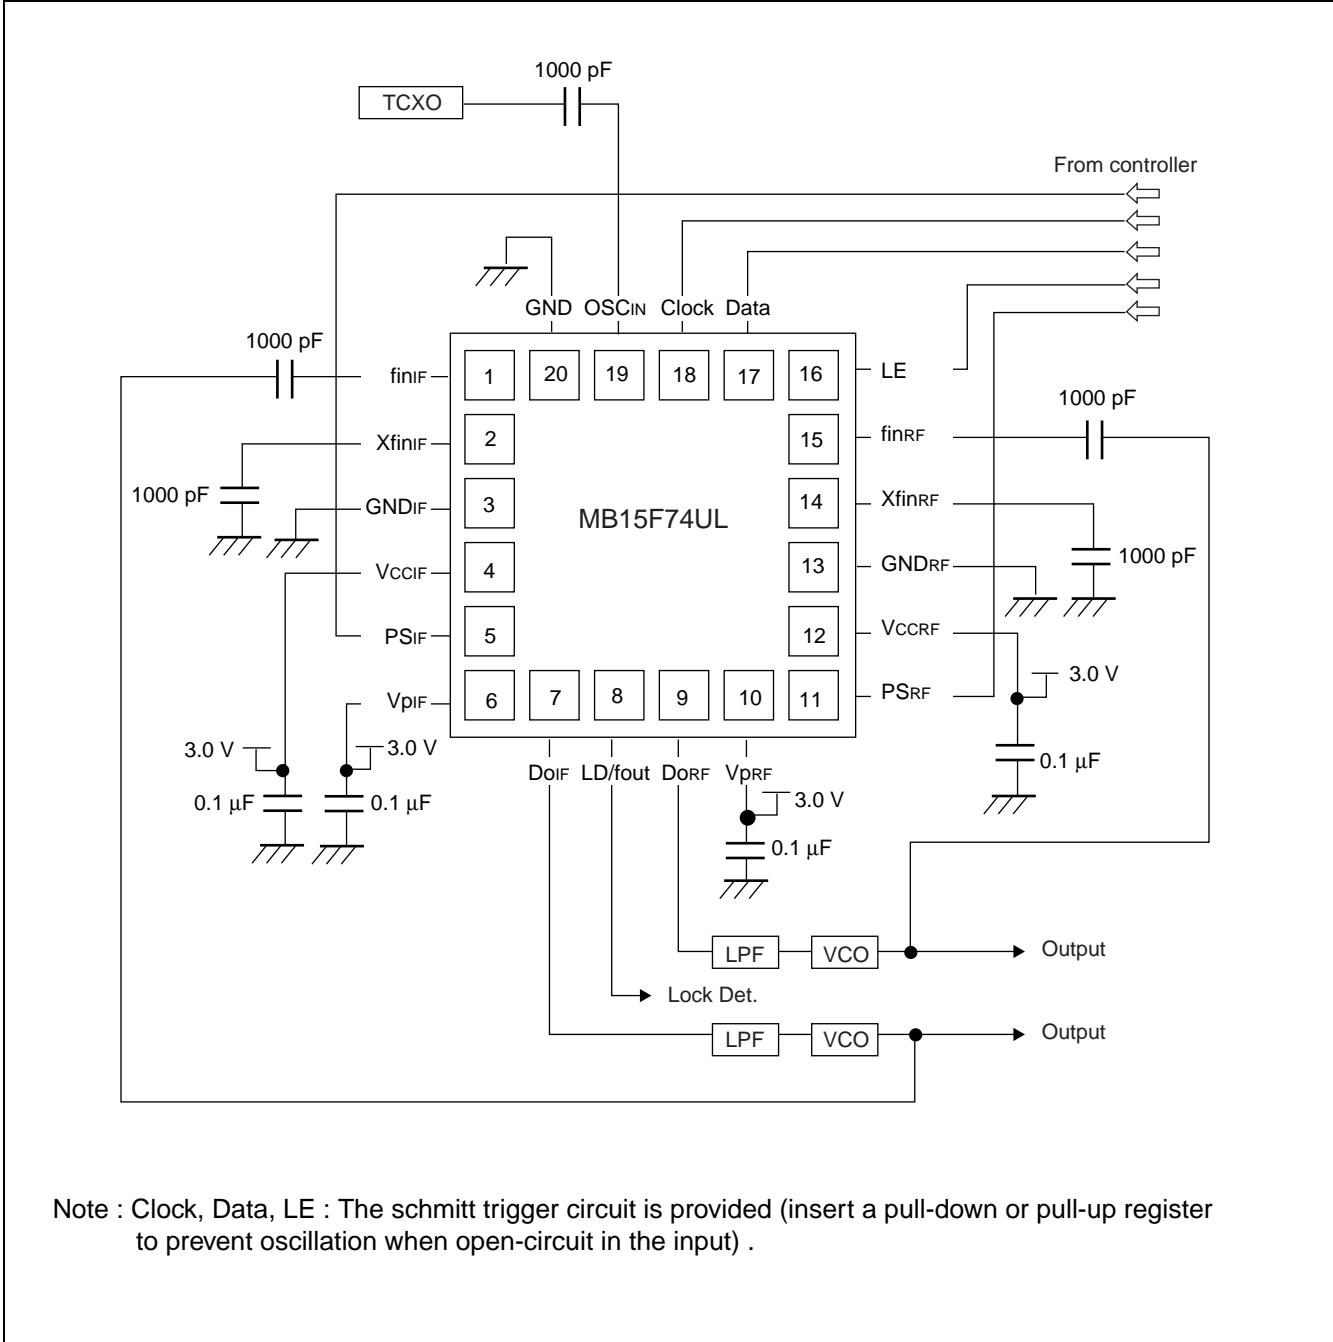 1000 pF
TCXO
From controller
GND OSCIN Clock Data
1000 pF
finIF 1 20 19 18 17 16 LE
1000 pF
XfinIF 2 15 finRF
1000 pF
GNDIF 3 MB15F74UL 14 XfinRF
1000 pF
VCCIF 4 13 GNDRF
PSIF 5 12 VCCRF
3.0 V
VpIF 6 7 8 9 10 11 PSRF
3.0 V 3.0 V
DoIF LD/fout DoRF VpRF
0.1 μF
0.1 μF 0.1 μF
3.0 V
0.1 μF
LPF VCO Output
Lock Det.
LPF VCO Output
Note : Clock, Data, LE : The schmitt trigger circuit is provided (insert a pull-down or pull-up register
to prevent oscillation when open-circuit in the input) .